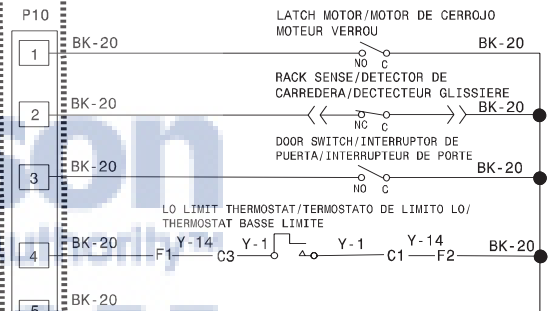 P10
LATCH MOTOR/MOTOR DE CERROJO
MOTEUR VERROU
1 BK-20 NO C BK-20
RACK SENSE/DETECTOR DE
CARREDERA/DECTECTEUR GLISSIERE
2 BK-20 NC C BK-20
DOOR SWITCH/INTERRUPTOR DE
PUERTA/INTERRUPTEUR DE PORTE
3 BK-20 NO C BK-20
LO LIMIT THERMOSTAT/TERMOSTATO DE LIMITO LO/
THERMOSTAT BASSE LIMITE
4 BK-20 F1 Y-14 C3 Y-1 Y-1 C1 Y-14 F2 BK-20
5 BK-20
son
uthority